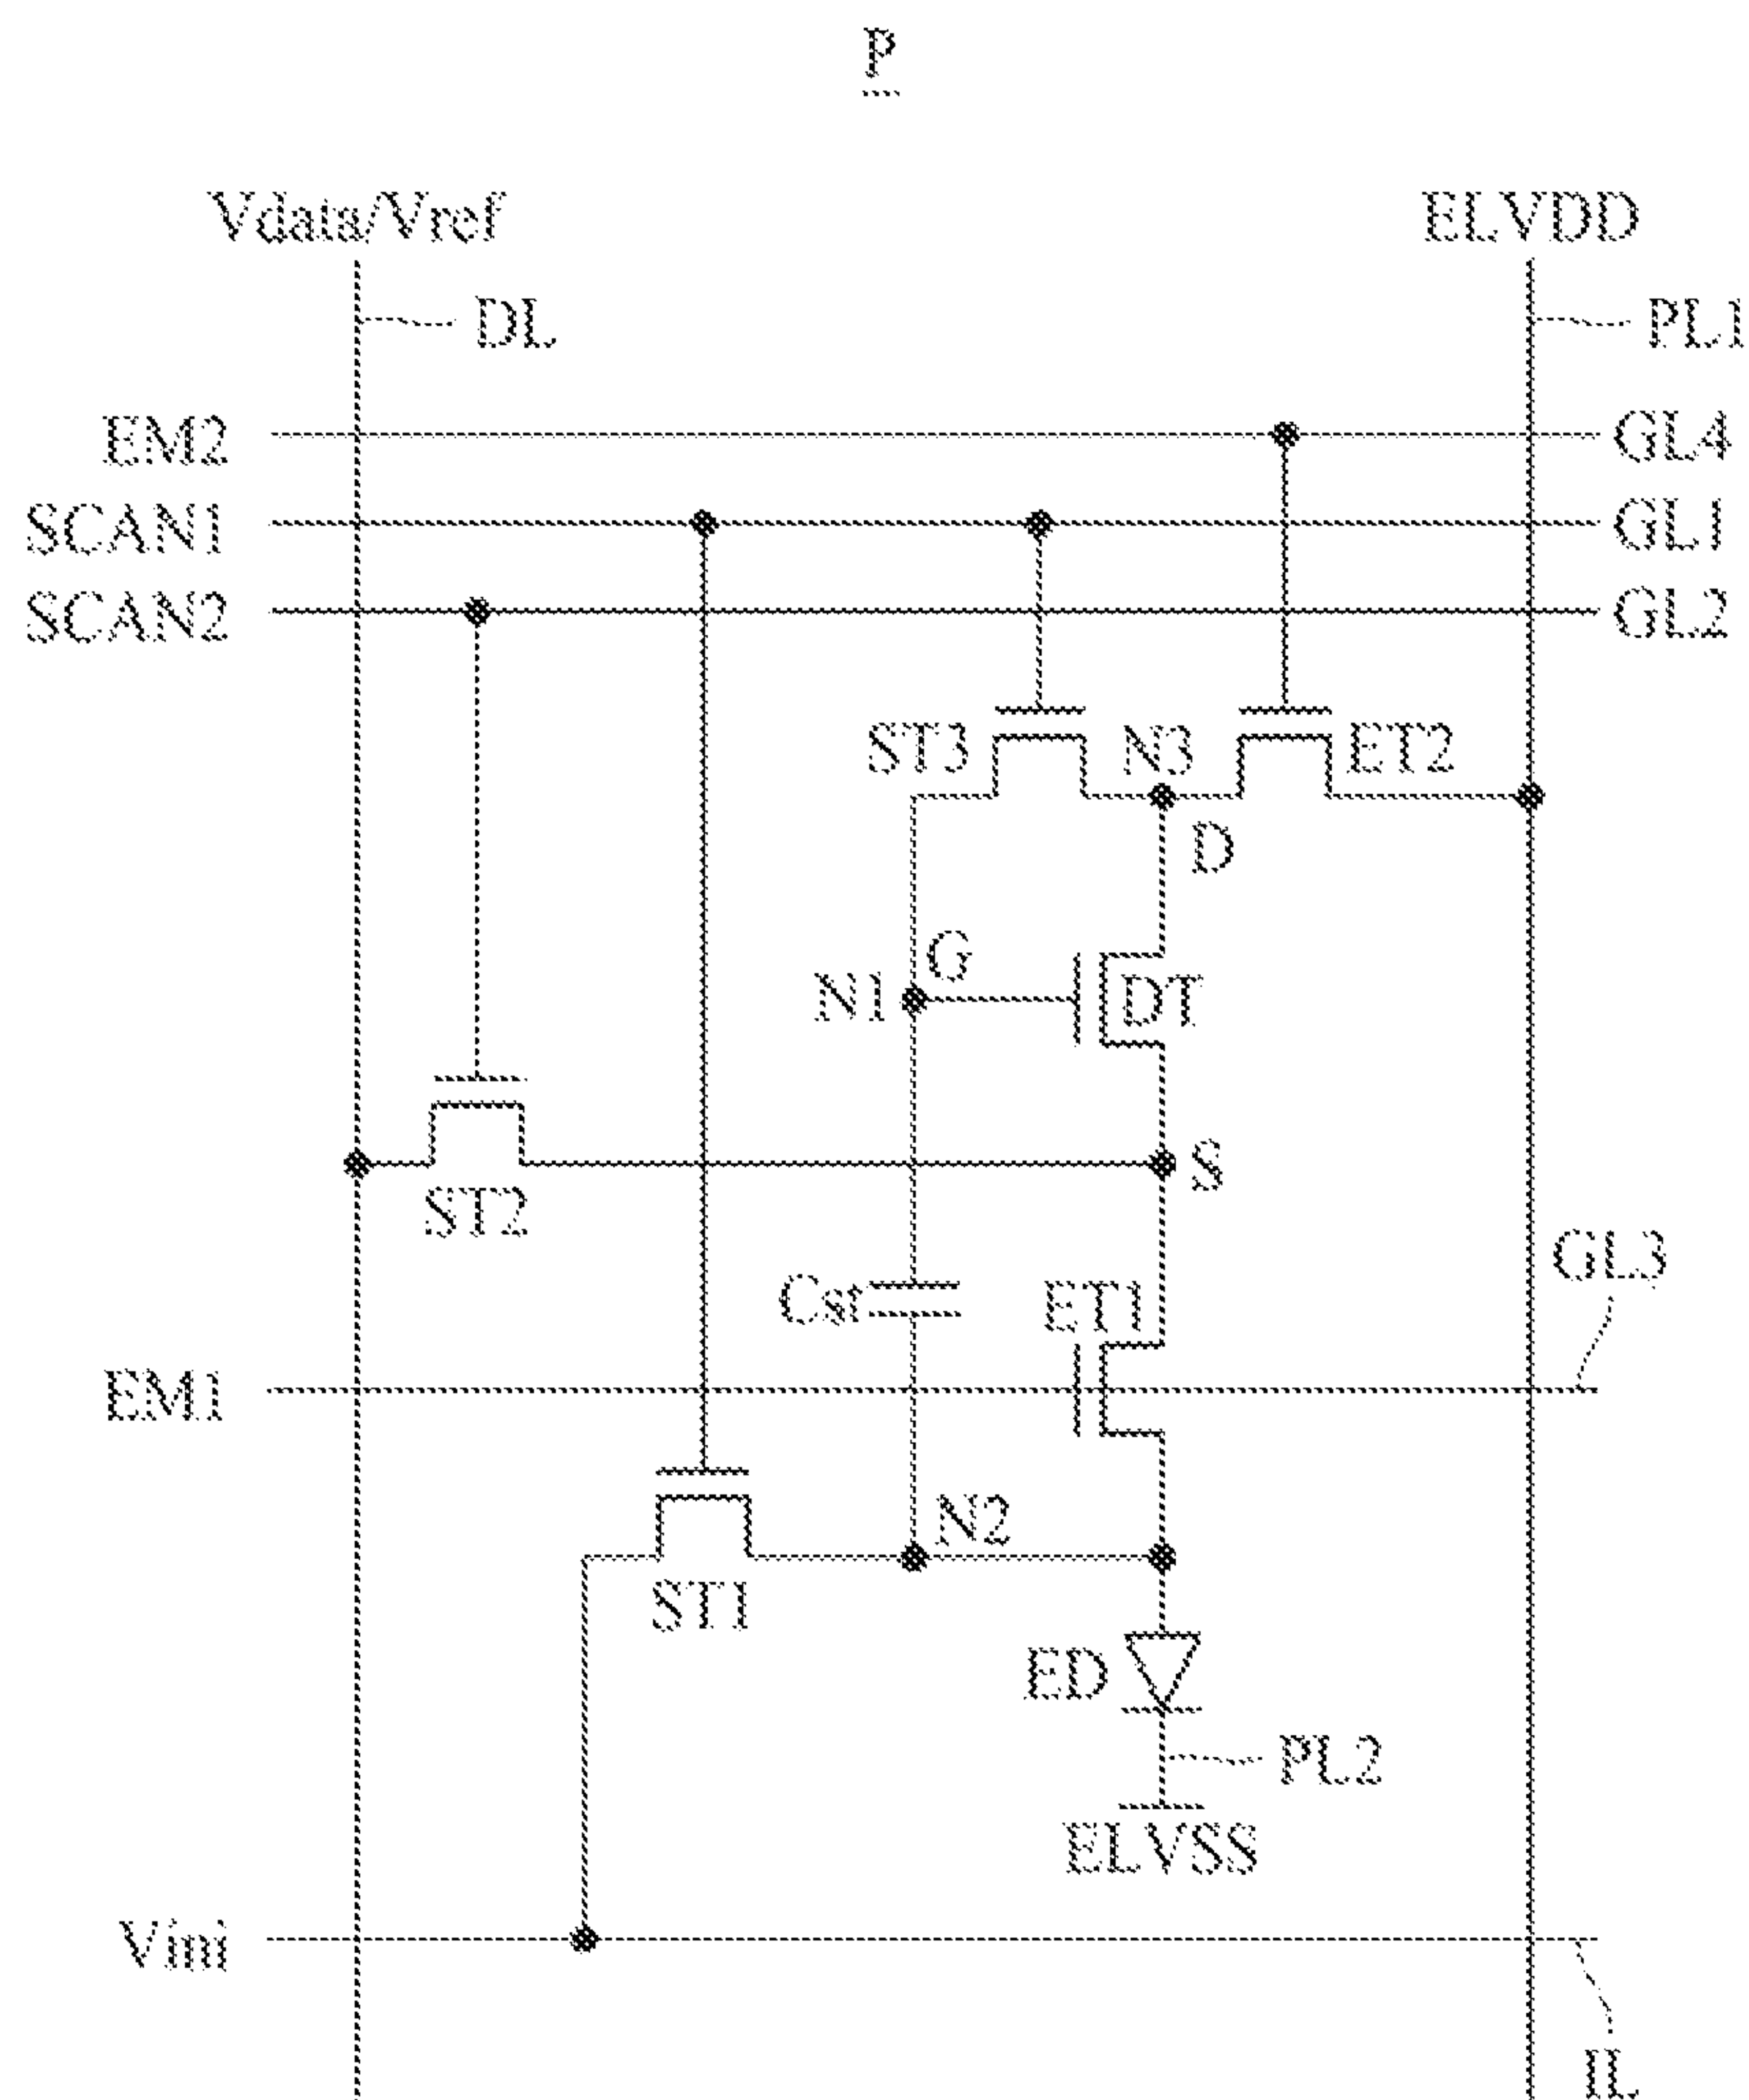 P
Vdata/Vref
ELVDD
DL
PL1
EM2
GL4
SCAN1
GL1
SCAN2
GL2
ST3
N3
ET2
D
G
N1
DT
S
ST2
GL3
Cst
ET1
EM1
N2
ST1
ED
PL2
ELVSS
Vini
IL